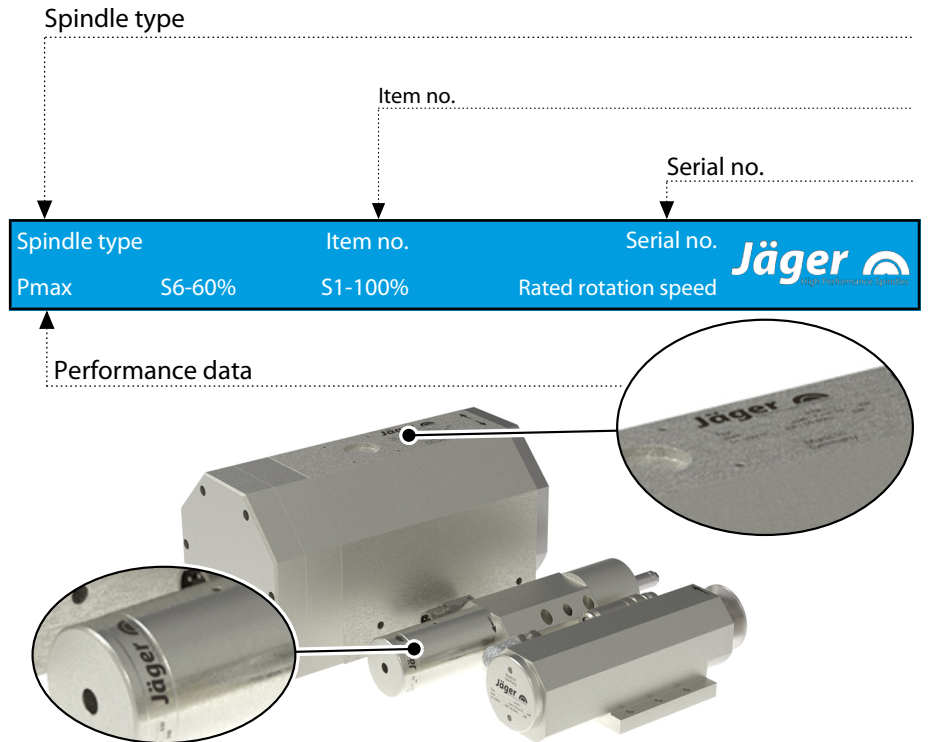 Spindle type
Item no.
Serial no.
Spindle type Item no. Serial no.
Jäger
Pmax S6-60% S1-100% Rated rotation speed
Performance data
Jäger
Jäger
Jäger
Jäger